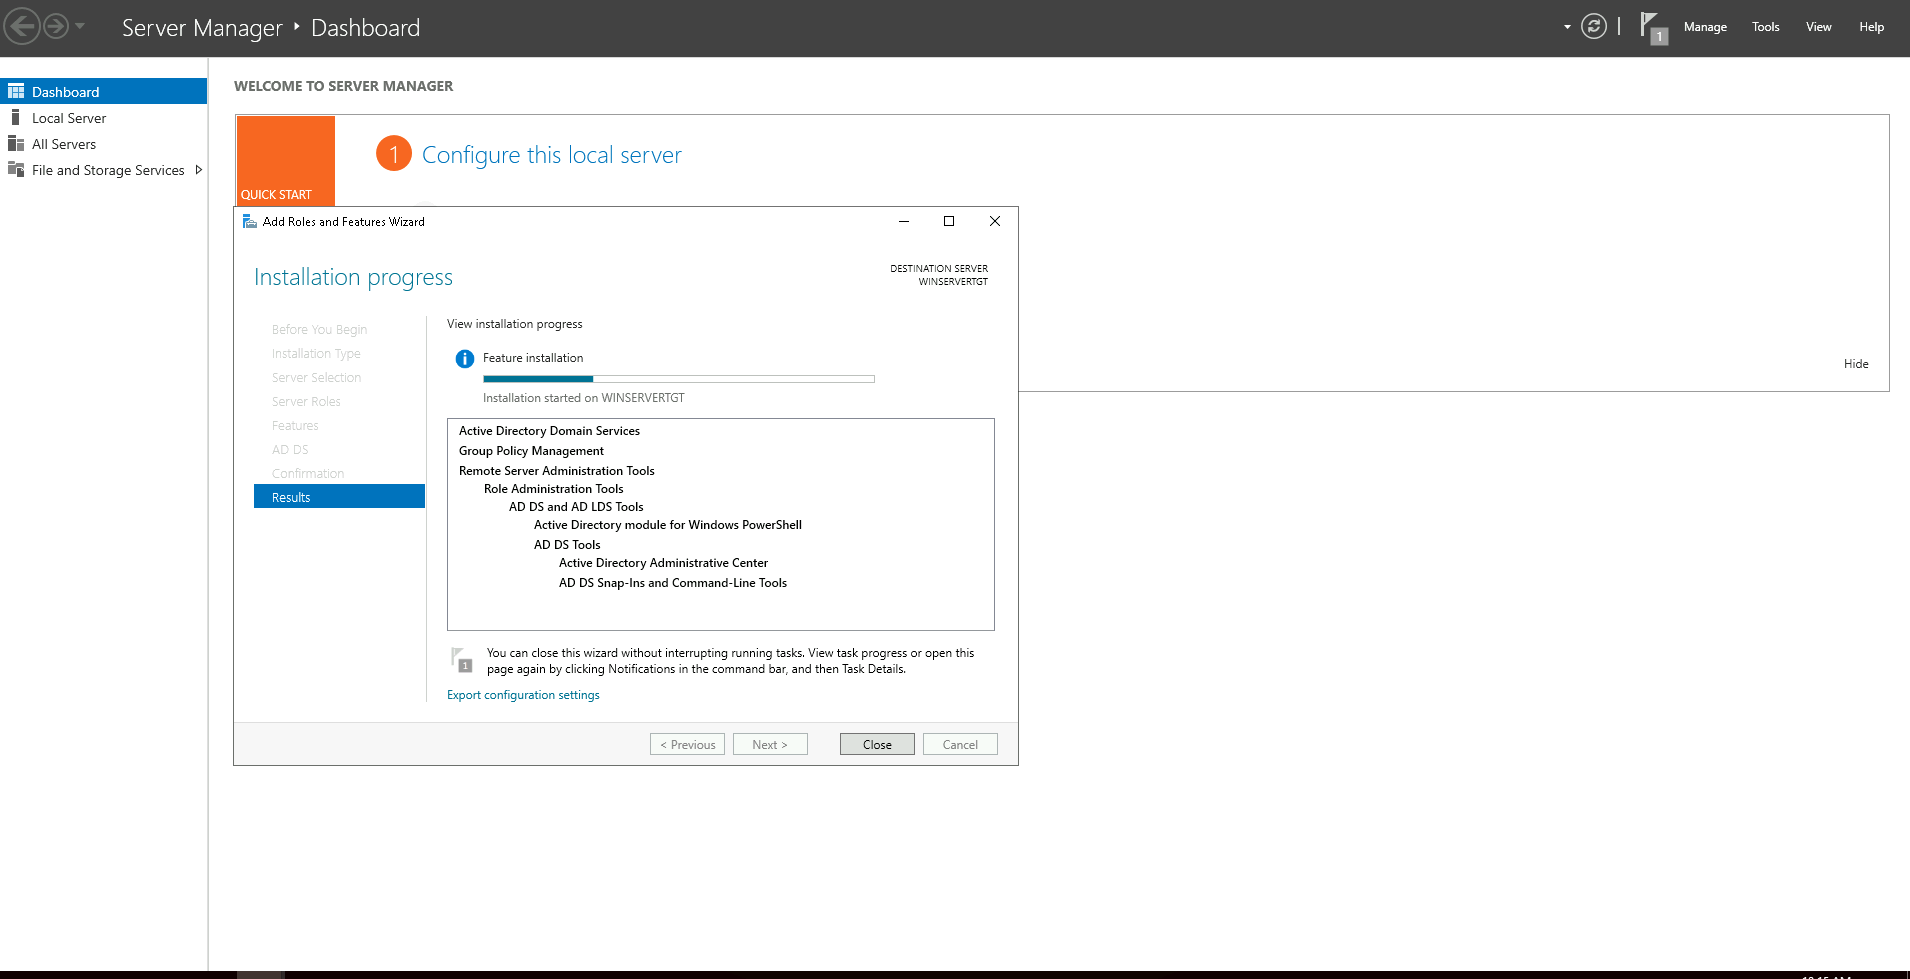 Server Manager ‣ Dashboard
1
Manage
Tools
View
Help
Dashboard
Local Server
All Servers
File and Storage Services
WELCOME TO SERVER MANAGER
QUICK START
1
Configure this local server
Hide
Add Roles and Features Wizard
Installation progress
DESTINATION SERVER
WINSERVERTGT
Before You Begin
Installation Type
Server Selection
Server Roles
Features
AD DS
Confirmation
Results
View installation progress
Feature installation
Installation started on WINSERVERTGT
Active Directory Domain Services
Group Policy Management
Remote Server Administration Tools
Role Administration Tools
AD DS and AD LDS Tools
Active Directory module for Windows PowerShell
AD DS Tools
Active Directory Administrative Center
AD DS Snap-Ins and Command-Line Tools
1
You can close this wizard without interrupting running tasks. View task progress or open this
page again by clicking Notifications in the command bar, and then Task Details.
Export configuration settings
< Previous
Next >
Close
Cancel